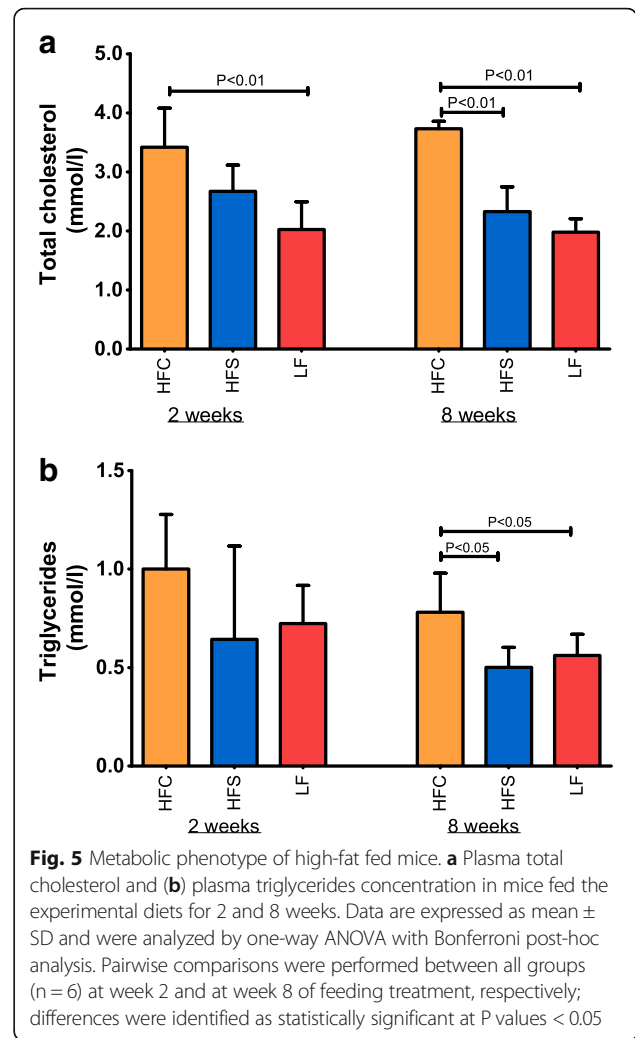 a
5.0
4.0
3.0
2.0
1.0
0.0
Total cholesterol
(mmol/l)
P<0.01
P<0.01
P<0.01
HFC
HFS
LF
HFC
HFS
LF
2 weeks
8 weeks
b
1.5
1.0
0.5
0.0
Triglycerides
(mmol/l)
P<0.05
P<0.05
HFC
HFS
LF
HFC
HFS
LF
2 weeks
8 weeks
Fig. 5 Metabolic phenotype of high-fat fed mice. a Plasma total
cholesterol and (b) plasma triglycerides concentration in mice fed the
experimental diets for 2 and 8 weeks. Data are expressed as mean ±
SD and were analyzed by one-way ANOVA with Bonferroni post-hoc
analysis. Pairwise comparisons were performed between all groups
(n = 6) at week 2 and at week 8 of feeding treatment, respectively;
differences were identified as statistically significant at P values < 0.05